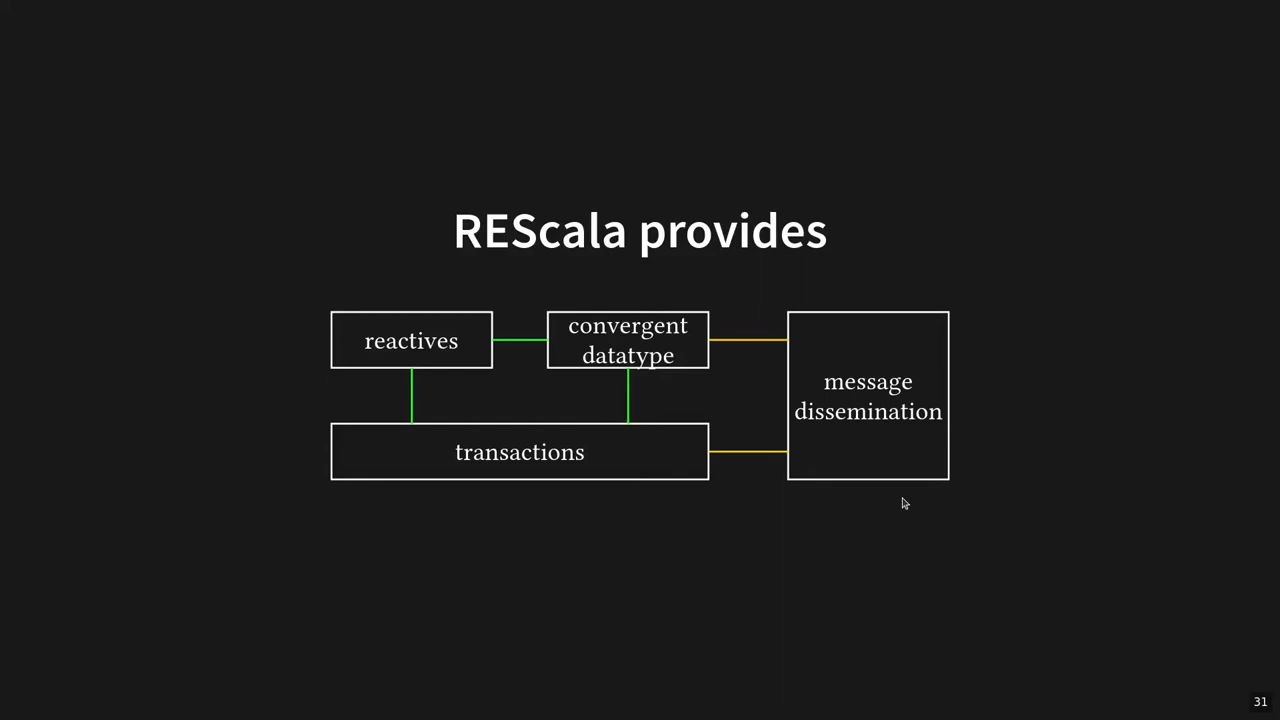 REScala provides
reactives
convergent
datatype
message
dissemination
transactions
31